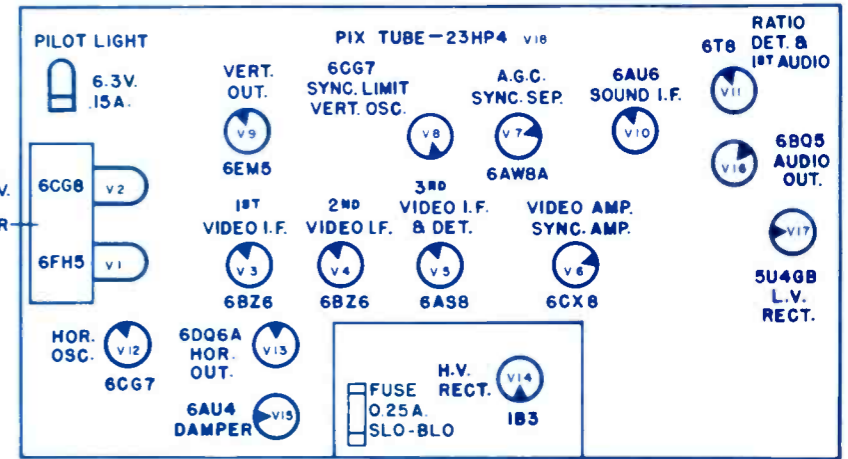 PILOT LIGHT
6.3V.
.15A.
PIX TUBE-23HP4 V18
VERT.
OUT.
V9
6EM5
6CG7
SYNC. LIMIT
VERT. OSC.
V8
A.G.C.
SYNC. SEP.
V7
6AW8A
6AU6
SOUND I.F.
V10
6T8
RATIO
DET. &
1ST AUDIO
V11
6BQ5
AUDIO
OUT.
V16
V17
5U4GB
L.V.
RECT.
V.
R
6CG8
V2
6FH5
V1
1ST
VIDEO I.F.
V3
6BZ6
2ND
VIDEO I.F.
V4
6BZ6
3RD
VIDEO I.F.
& DET.
V5
6AS8
VIDEO AMP.
SYNC. AMP.
V6
6CX8
HOR.
OSC.
V12
6CG7
6DQ6A
HOR.
OUT.
V13
6AU4
DAMPER
V15
FUSE
0.25A.
SLO-BLO
H.V.
RECT.
V14
1B3